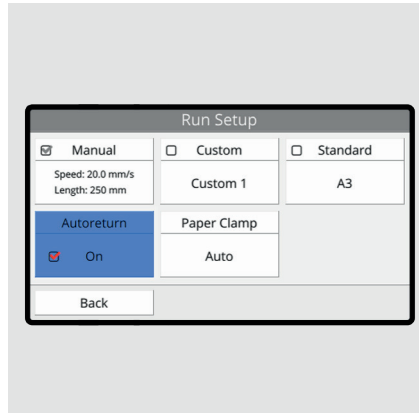 Run Setup
Manual
Custom
Standard
Speed: 20.0 mm/s
Length: 250 mm
Custom 1
A3
Autoreturn
Paper Clamp
On
Auto
Back